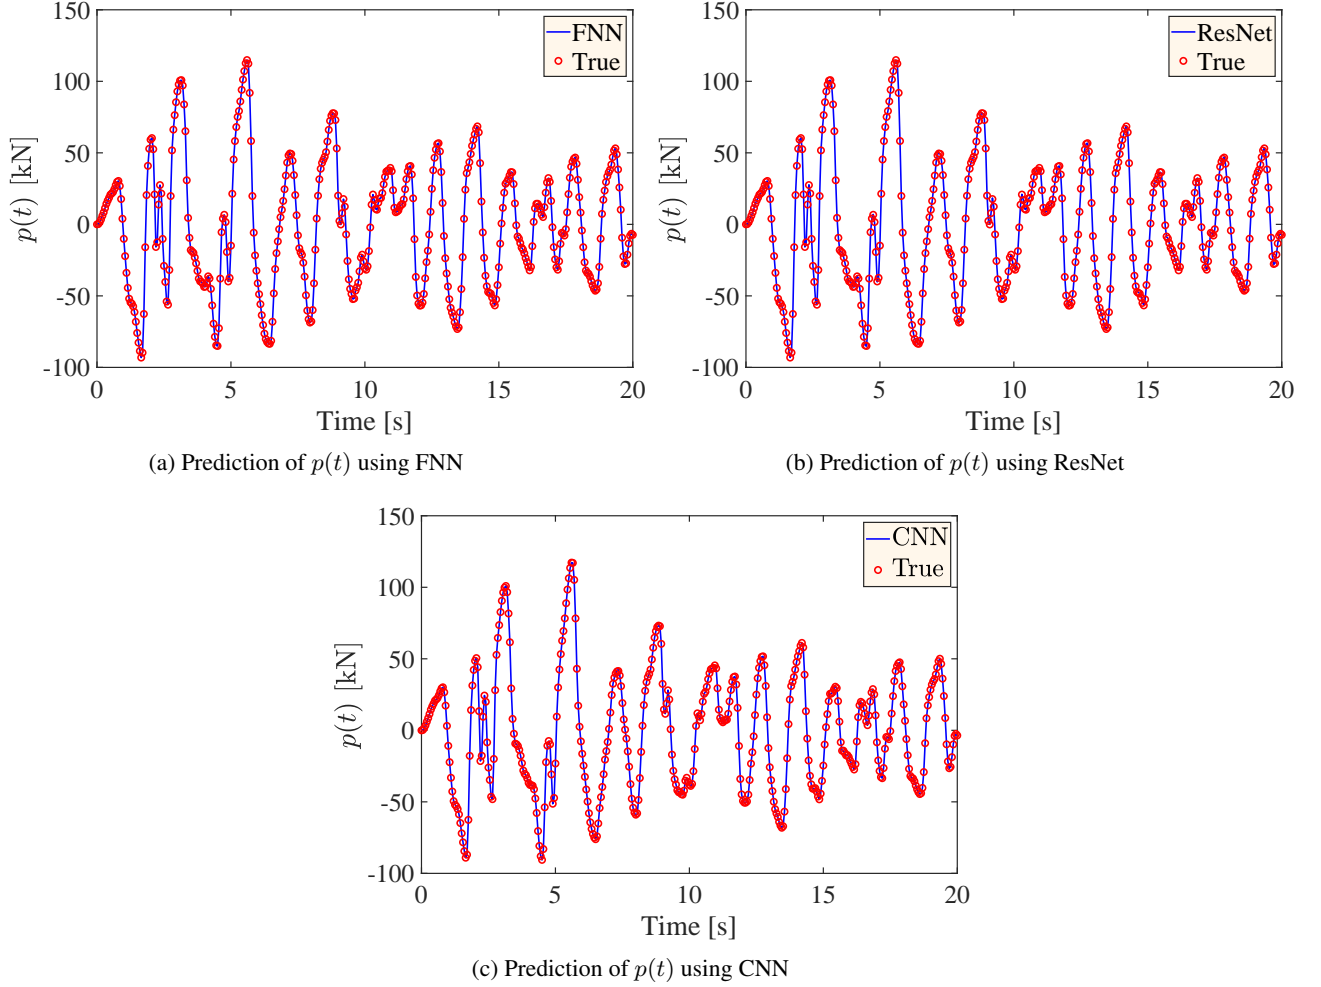 150
100
50
0
-50
-100
p(t) [kN]
FNN
True
0
5
10
15
20
Time [s]
(a) Prediction of p(t) using FNN
150
100
50
0
-50
-100
p(t) [kN]
ResNet
True
0
5
10
15
20
Time [s]
(b) Prediction of p(t) using ResNet
150
100
50
0
-50
-100
p(t) [kN]
CNN
True
0
5
10
15
20
Time [s]
(c) Prediction of p(t) using CNN